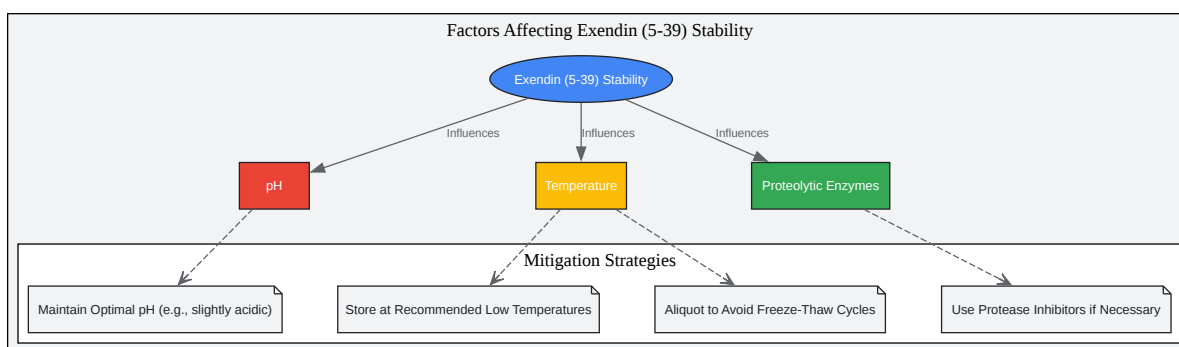 Factors Affecting Exendin (5-39) Stability
Exendin (5-39) Stability
Influences
Influences
Influences
pH
Temperature
Proteolytic Enzymes
Mitigation Strategies
Maintain Optimal pH (e.g., slightly acidic)
Store at Recommended Low Temperatures
Aliquot to Avoid Freeze-Thaw Cycles
Use Protease Inhibitors if Necessary